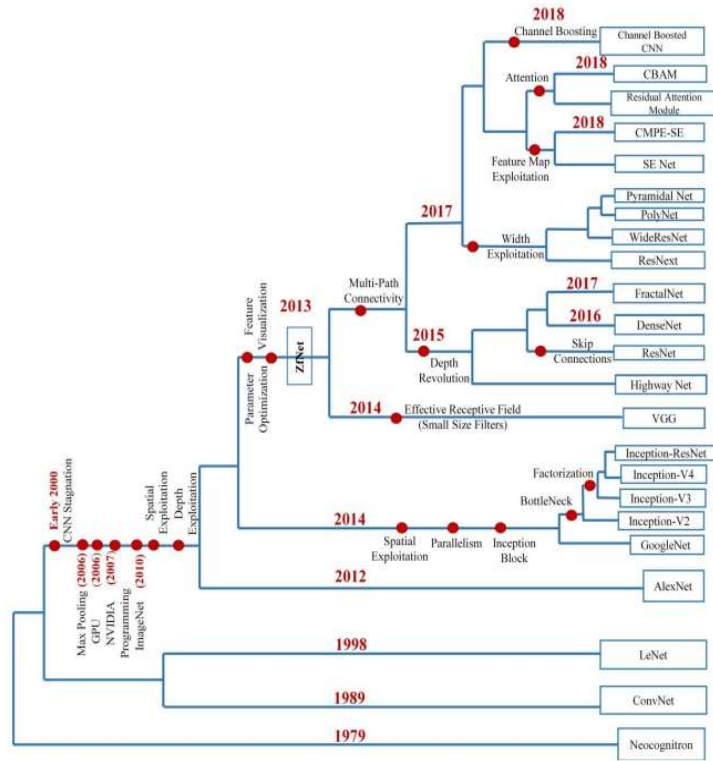 2018
Channel Boosting
Channel Boosted
CNN
2018
Attention
CBAM
Residual Attention
Module
2018
CMPE-SE
Feature Map
Exploitation
SE Net
2017
Pyramidal Net
PolyNet
Width
Exploitation
WideResNet
ResNext
Multi-Path
Connectivity
2017
FractalNet
2016
DenseNet
2015
Depth
Revolution
Skip
Connections
ResNet
Highway Net
Feature
Visualization
2013
ZfNet
Parameter
Optimization
2014
Effective Receptive Field
(Small Size Filters)
VGG
Inception-ResNet
Factorization
Inception-V4
BottleNeck
Inception-V3
Inception-V2
2014
Spatial
Exploitation
Parallelism
Inception
Block
GoogleNet
Early 2000
CNN Stagnation
Max Pooling (2006)
GPU (2006)
NVIDIA (2007)
Programming
ImageNet (2010)
Spatial
Exploitation
Depth
Exploitation
2012
AlexNet
1998
LeNet
1989
ConvNet
1979
Neocognitron